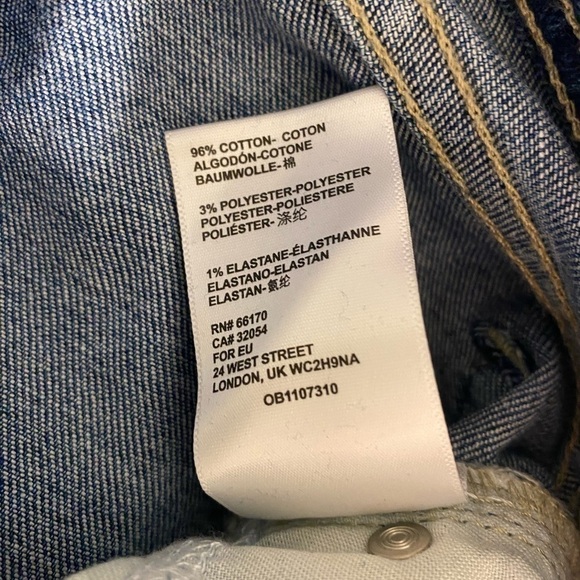 96% COTTON- COTON
ALGODÓN-COTONE
BAUMWOLLE-棉
3% POLYESTER-POLYESTER
POLYESTER-POLIESTERE
POLIÉSTER-涤纶
1% ELASTANE-ÉLASTHANNE
ELASTANO-ELASTAN
ELASTAN-氨纶
RN# 66170
CA# 32054
FOR EU
24 WEST STREET
LONDON, UK WC2H9NA
OB1107310